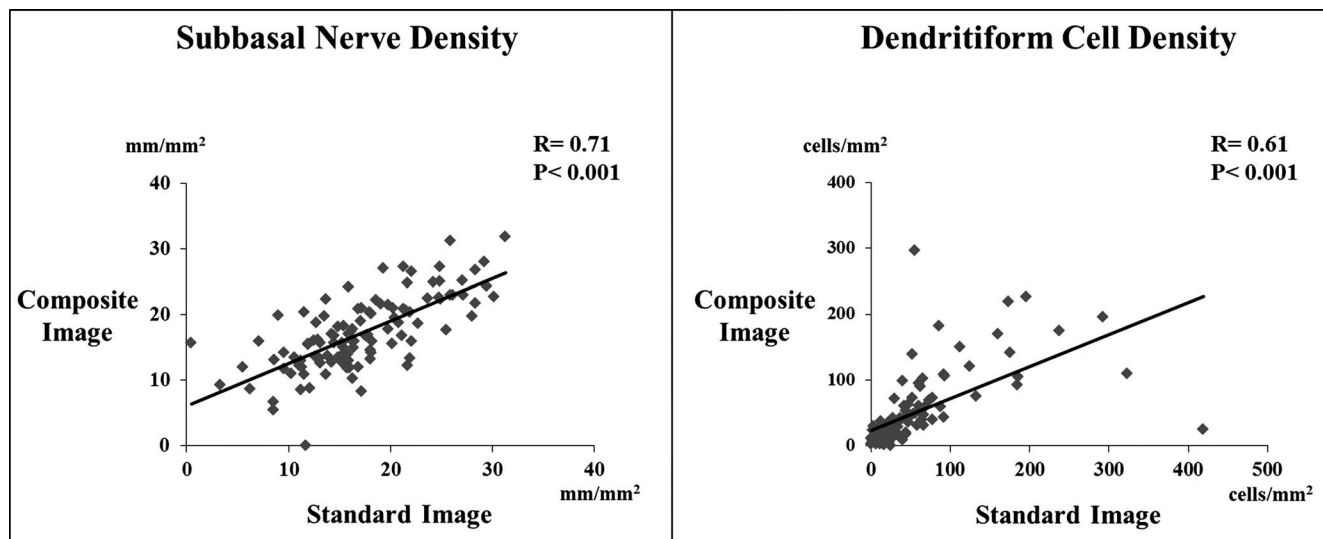 Subbasal Nerve Density
mm/mm²
R= 0.71
P< 0.001
40
30
20
10
0
Composite
Image
0 10 20 30 40
mm/mm²
Standard Image
Dendritiform Cell Density
cells/mm²
R= 0.61
P< 0.001
400
300
200
100
0
Composite
Image
0 100 200 300 400 500
cells/mm²
Standard Image